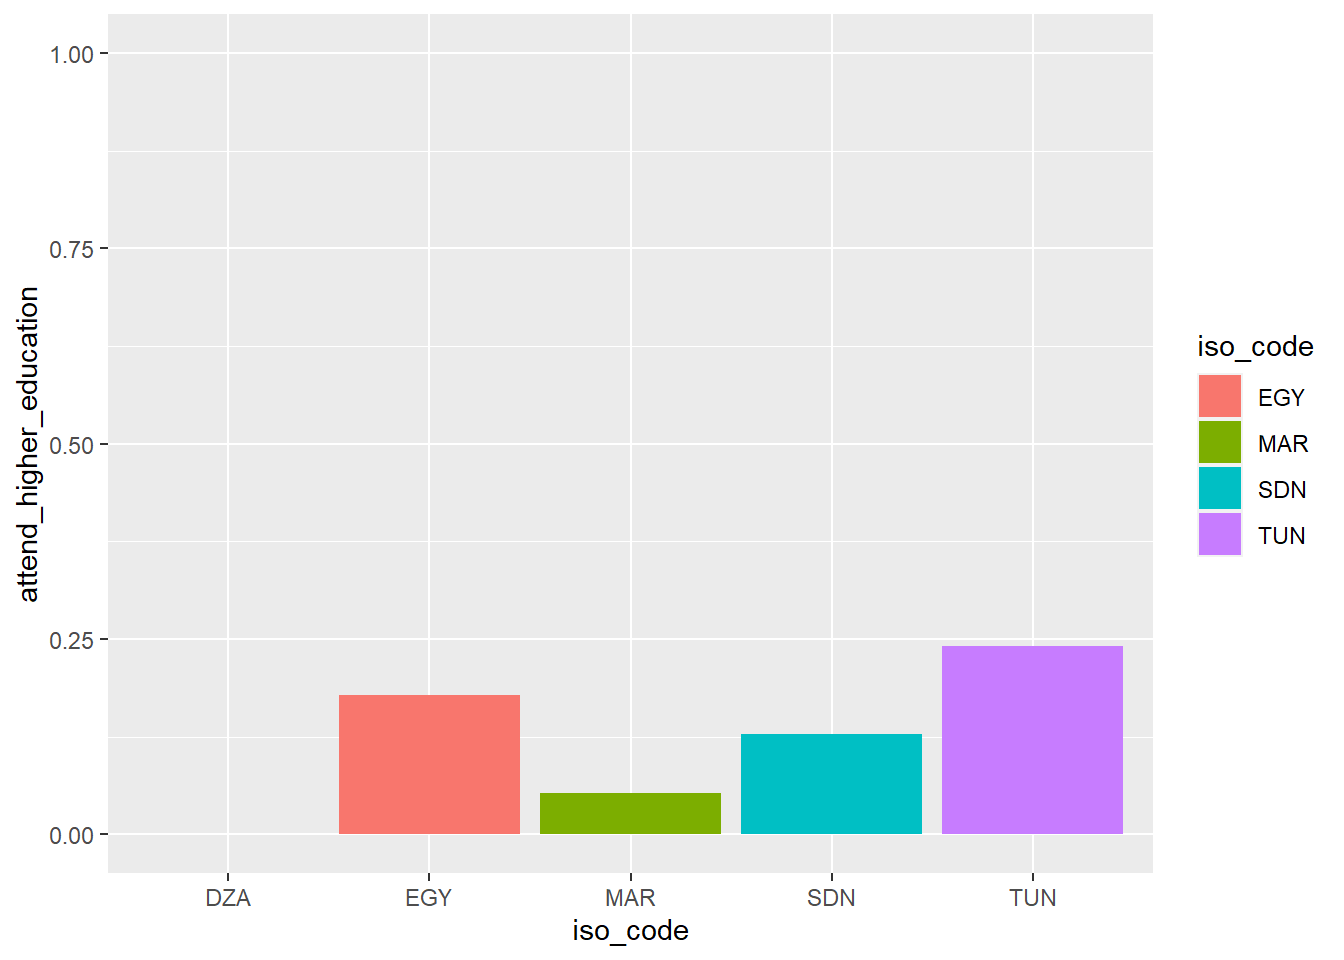 attend_higher_education
1.00
0.75
0.50
0.25
0.00
DZA EGY MAR SDN TUN
iso_code
iso_code
EGY
MAR
SDN
TUN